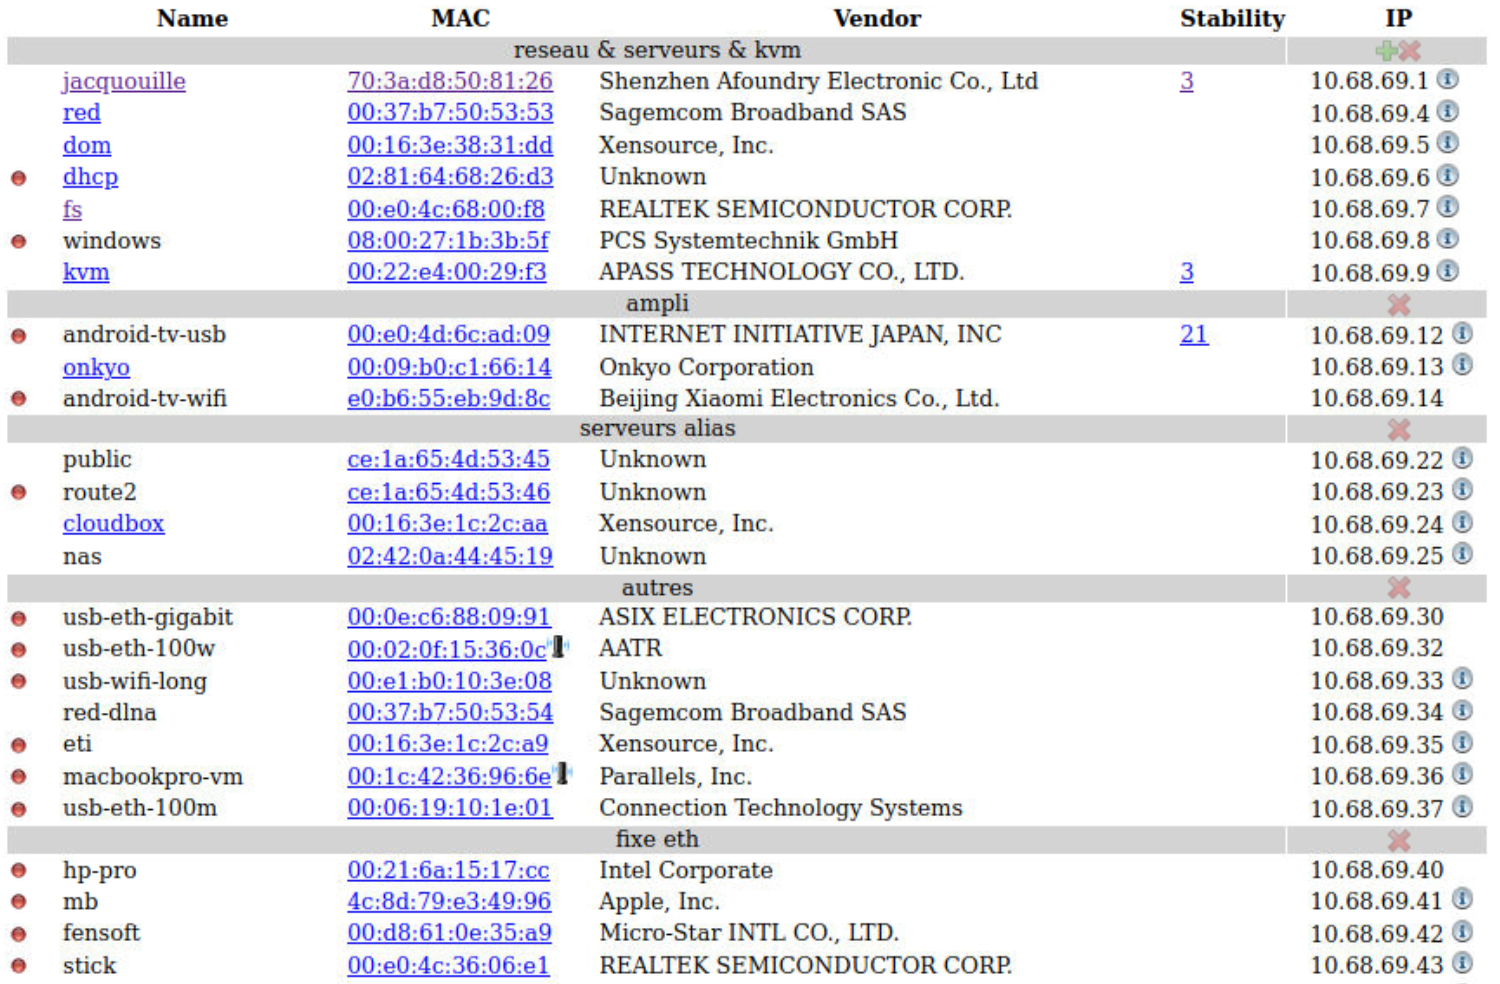 Name MAC Vendor Stability IP
reseau & serveurs & kvm
jacquouille 70:3a:d8:50:81:26 Shenzhen Afoundry Electronic Co., Ltd 3 10.68.69.1
red 00:37:b7:50:53:53 Sagemcom Broadband SAS 10.68.69.4
dom 00:16:3e:38:31:dd Xensource, Inc. 10.68.69.5
dhcp 02:81:64:68:26:d3 Unknown 10.68.69.6
fs 00:e0:4c:68:00:f8 REALTEK SEMICONDUCTOR CORP. 10.68.69.7
windows 08:00:27:1b:3b:5f PCS Systemtechnik GmbH 10.68.69.8
kvm 00:22:e4:00:29:f3 APASS TECHNOLOGY CO., LTD. 3 10.68.69.9
ampli
android-tv-usb 00:e0:4d:6c:ad:09 INTERNET INITIATIVE JAPAN, INC 21 10.68.69.12
onkyo 00:09:b0:c1:66:14 Onkyo Corporation 10.68.69.13
android-tv-wifi e0:b6:55:eb:9d:8c Beijing Xiaomi Electronics Co., Ltd. 10.68.69.14
serveurs alias
public ce:1a:65:4d:53:45 Unknown 10.68.69.22
route2 ce:1a:65:4d:53:46 Unknown 10.68.69.23
cloudbox 00:16:3e:1c:2c:aa Xensource, Inc. 10.68.69.24
nas 02:42:0a:44:45:19 Unknown 10.68.69.25
autres
usb-eth-gigabit 00:0e:c6:88:09:91 ASIX ELECTRONICS CORP. 10.68.69.30
usb-eth-100w 00:02:0f:15:36:0c AATR 10.68.69.32
usb-wifi-long 00:e1:b0:10:3e:08 Unknown 10.68.69.33
red-dlna 00:37:b7:50:53:54 Sagemcom Broadband SAS 10.68.69.34
eti 00:16:3e:1c:2c:a9 Xensource, Inc. 10.68.69.35
macbookpro-vm 00:1c:42:36:96:6e Parallels, Inc. 10.68.69.36
usb-eth-100m 00:06:19:10:1e:01 Connection Technology Systems 10.68.69.37
fixe eth
hp-pro 00:21:6a:15:17:cc Intel Corporate 10.68.69.40
mb 4c:8d:79:e3:49:96 Apple, Inc. 10.68.69.41
fensoft 00:d8:61:0e:35:a9 Micro-Star INTL CO., LTD. 10.68.69.42
stick 00:e0:4c:36:06:e1 REALTEK SEMICONDUCTOR CORP. 10.68.69.43